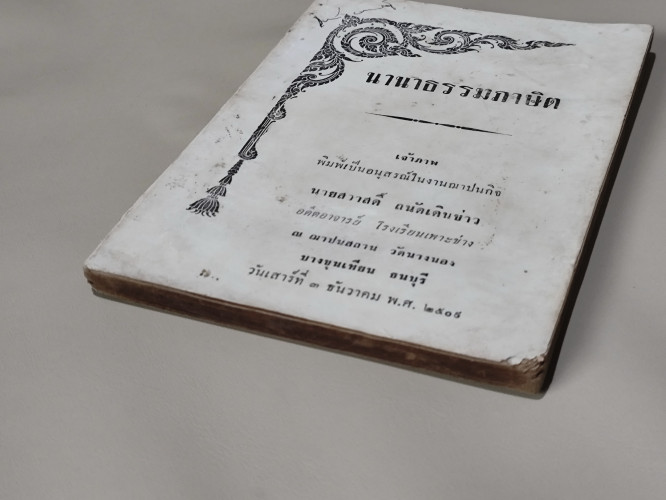 นานาธรรมภาษิต
เจ้าภาพ
พิมพ์เป็นอนุสรณ์ในงานฌาปนกิจ
นายสวาสดิ์ ถนัดเดินข่าว
อดีตอาจารย์ โรงเรียนเพาะช่าง
ณ ฌาปนสถาน วัดนางนอง
บางขุนเทียน ธนบุรี
วันเสาร์ที่ ๓ ธันวาคม พ.ศ. ๒๕๐๙